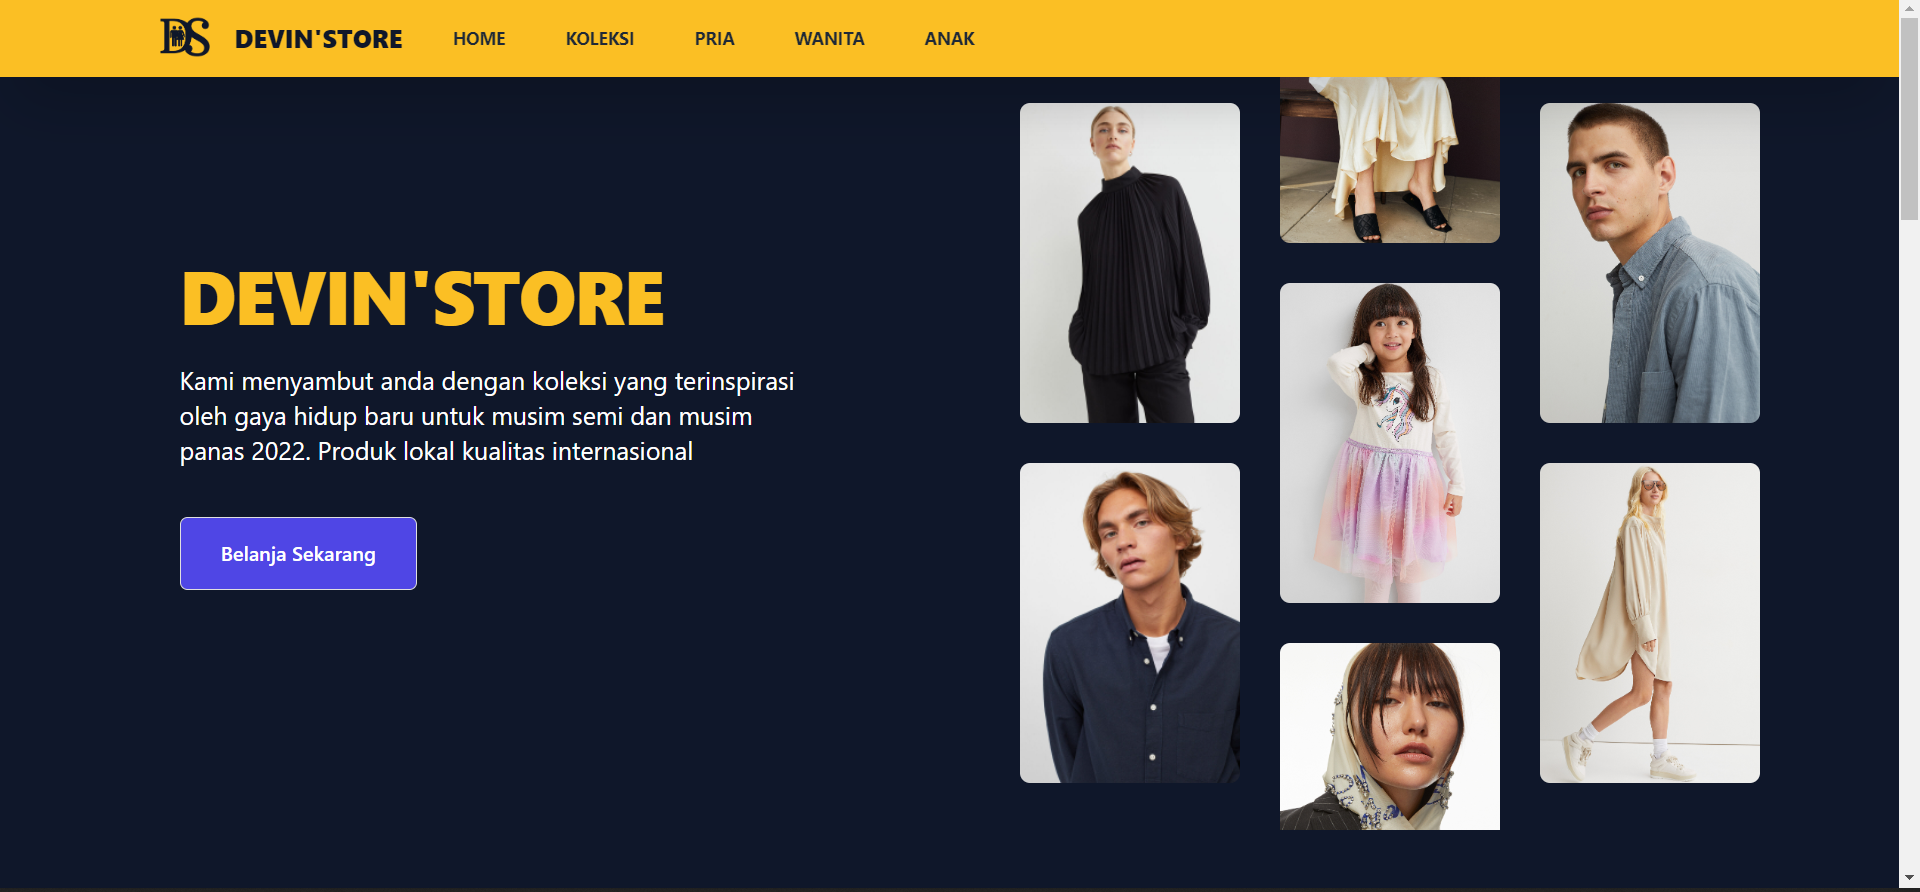 DS DEVIN'STORE HOME KOLEKSI PRIA WANITA ANAK
DEVIN'STORE
Kami menyambut anda dengan koleksi yang terinspirasi
oleh gaya hidup baru untuk musim semi dan musim
panas 2022. Produk lokal kualitas internasional
Belanja Sekarang